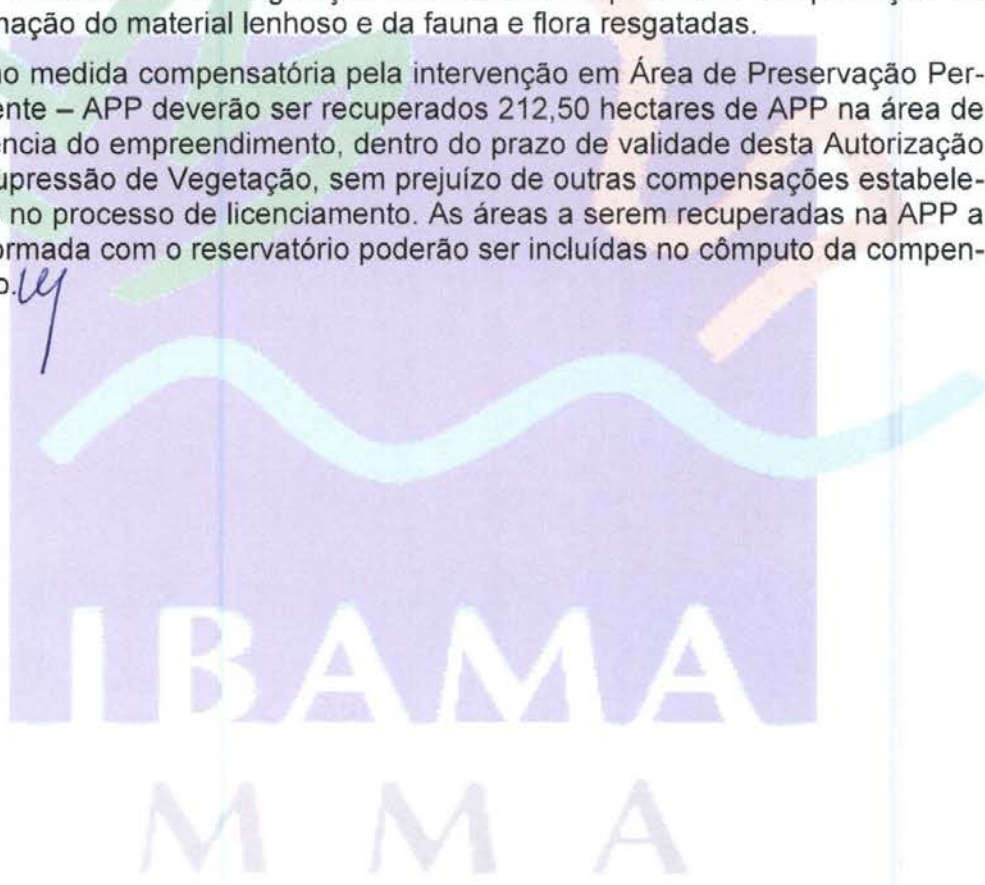 mação do material lenhoso e da fauna e flora resgatadas.
o medida compensatória pela intervenção em Área de Preservação Per-
ente – APP deverão ser recuperados 212,50 hectares de APP na área de
ncia do empreendimento, dentro do prazo de validade desta Autorização
upressão de Vegetação, sem prejuízo de outras compensações estabele-
no processo de licenciamento. As áreas a serem recuperadas na APP a
ormada com o reservatório poderão ser incluídas no cômputo da compen-
o.
IBAMA
M M A